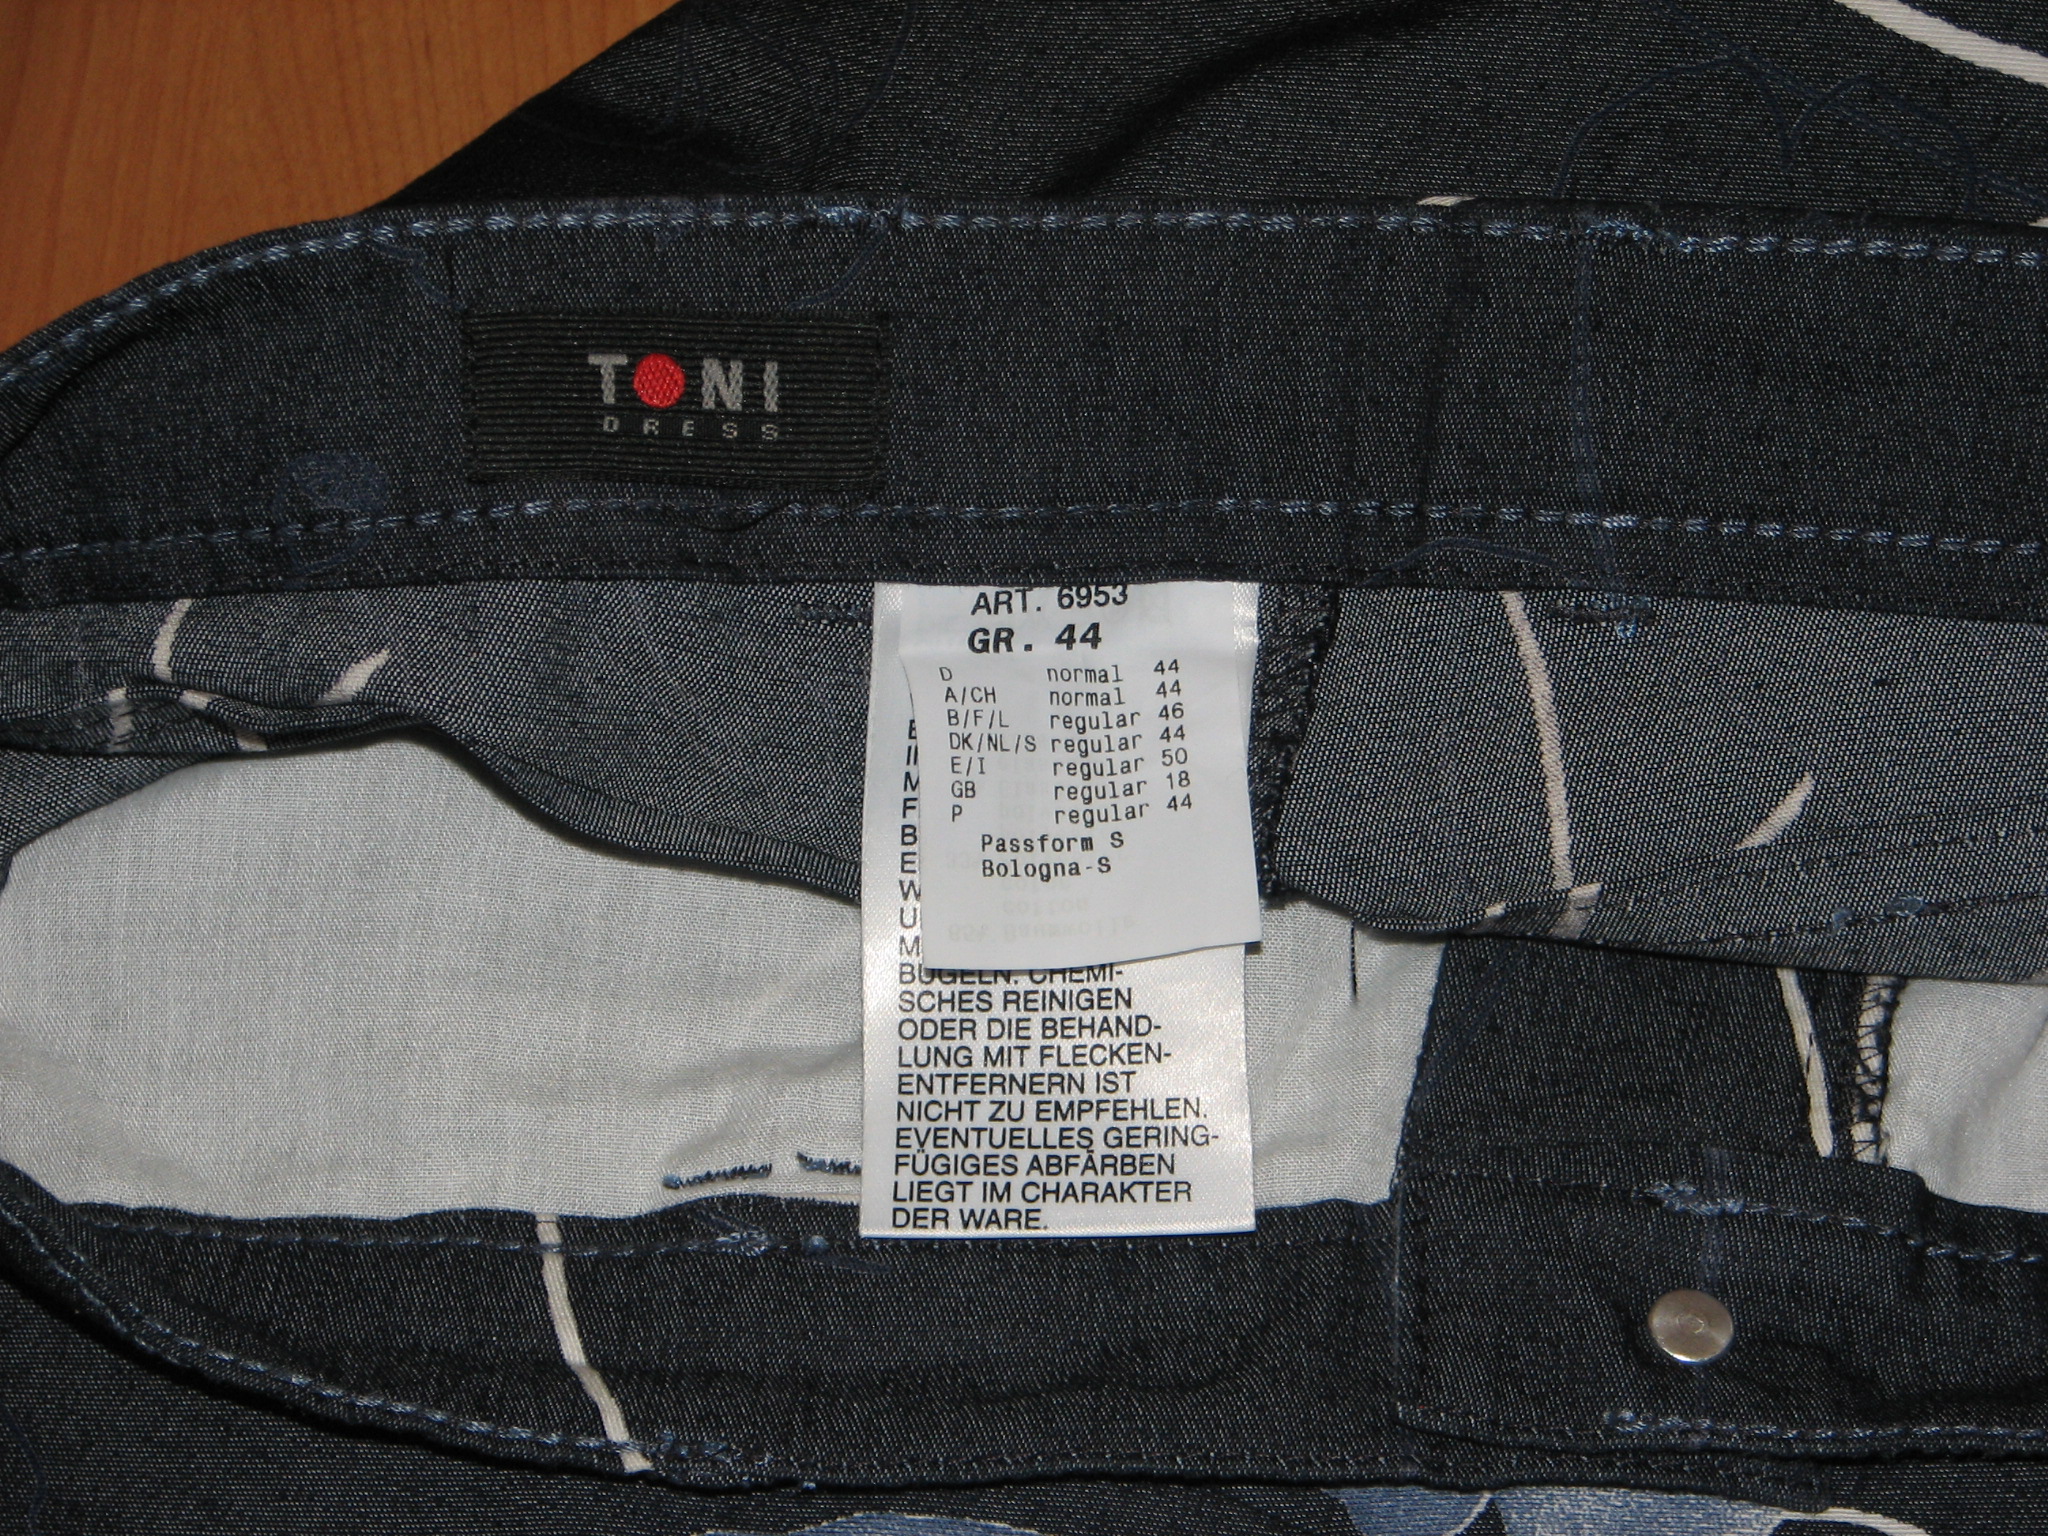 TONI
DRESS
ART. 6953
GR. 44
D normal 44
A/CH normal 44
B/F/L regular 46
DK/NL/S regular 44
E/I regular 50
GB regular 18
P regular 44
Passform S
Bologna-S
BÜGELN. CHEMI-
SCHES REINIGEN
ODER DIE BEHAND-
LUNG MIT FLECKEN-
ENTFERNERN IST
NICHT ZU EMPFEHLEN.
EVENTUELLES GERING-
FÜGIGES ABFÄRBEN
LIEGT IM CHARAKTER
DER WARE.